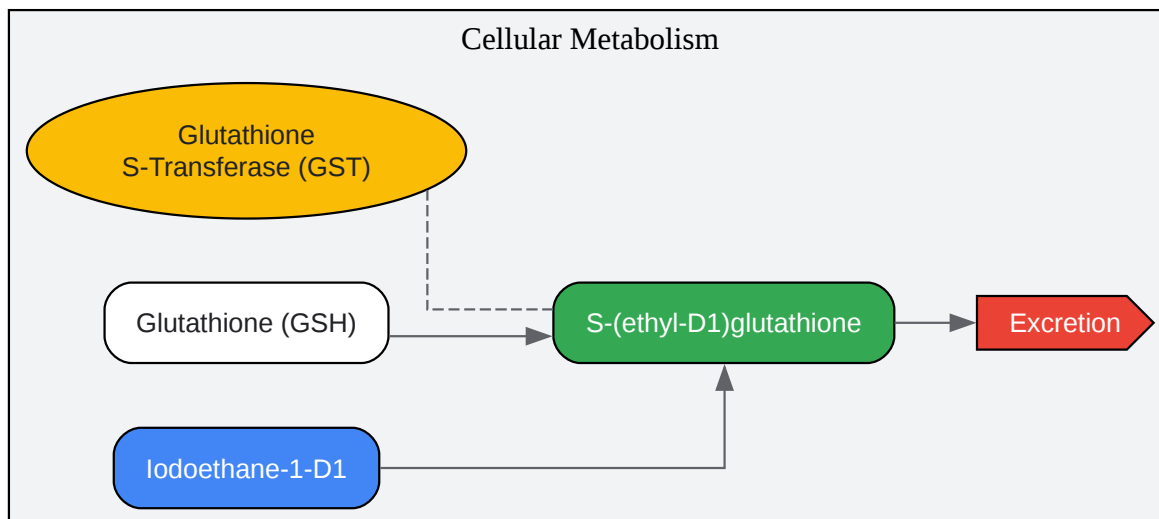 Cellular Metabolism
Glutathione
S-Transferase (GST)
Glutathione (GSH)
S-(ethyl-D1)glutathione
Excretion
Iodoethane-1-D1